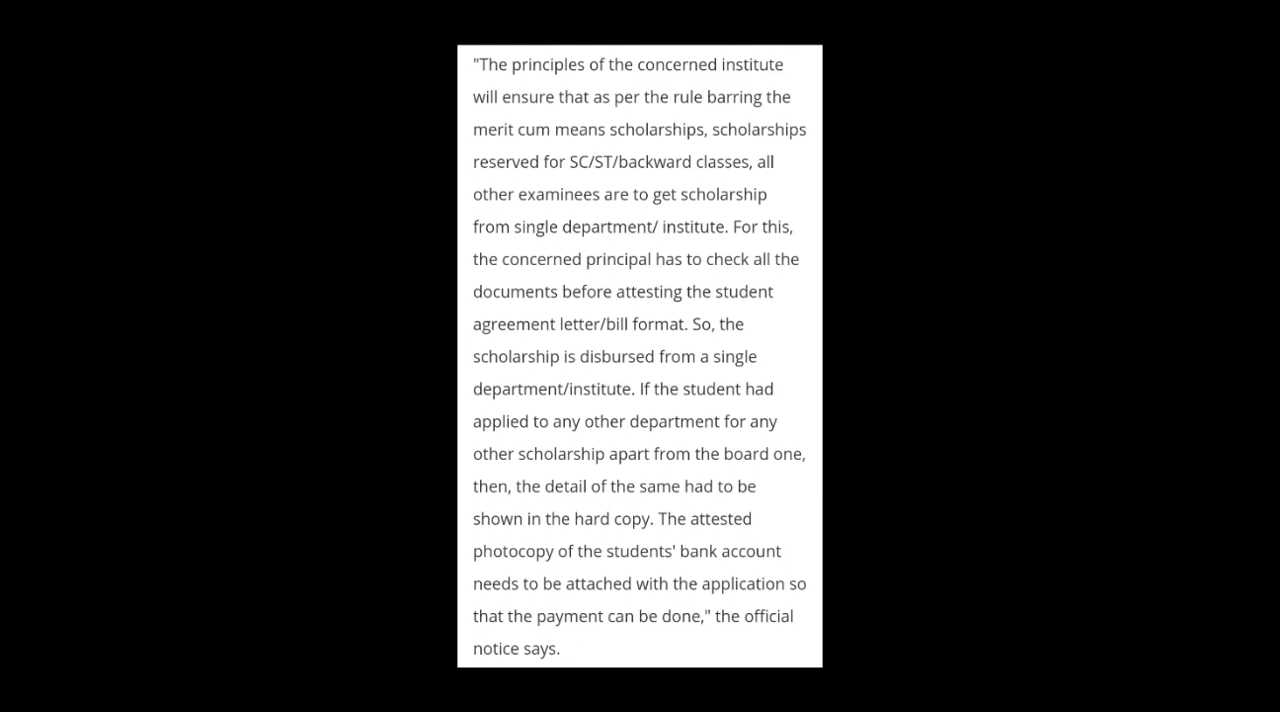 "The principles of the concerned institute
will ensure that as per the rule barring the
merit cum means scholarships, scholarships
reserved for SC/ST/backward classes, all
other examinees are to get scholarship
from single department/ institute. For this,
the concerned principal has to check all the
documents before attesting the student
agreement letter/bill format. So, the
scholarship is disbursed from a single
department/institute. If the student had
applied to any other department for any
other scholarship apart from the board one,
then, the detail of the same had to be
shown in the hard copy. The attested
photocopy of the students' bank account
needs to be attached with the application so
that the payment can be done," the official
notice says.